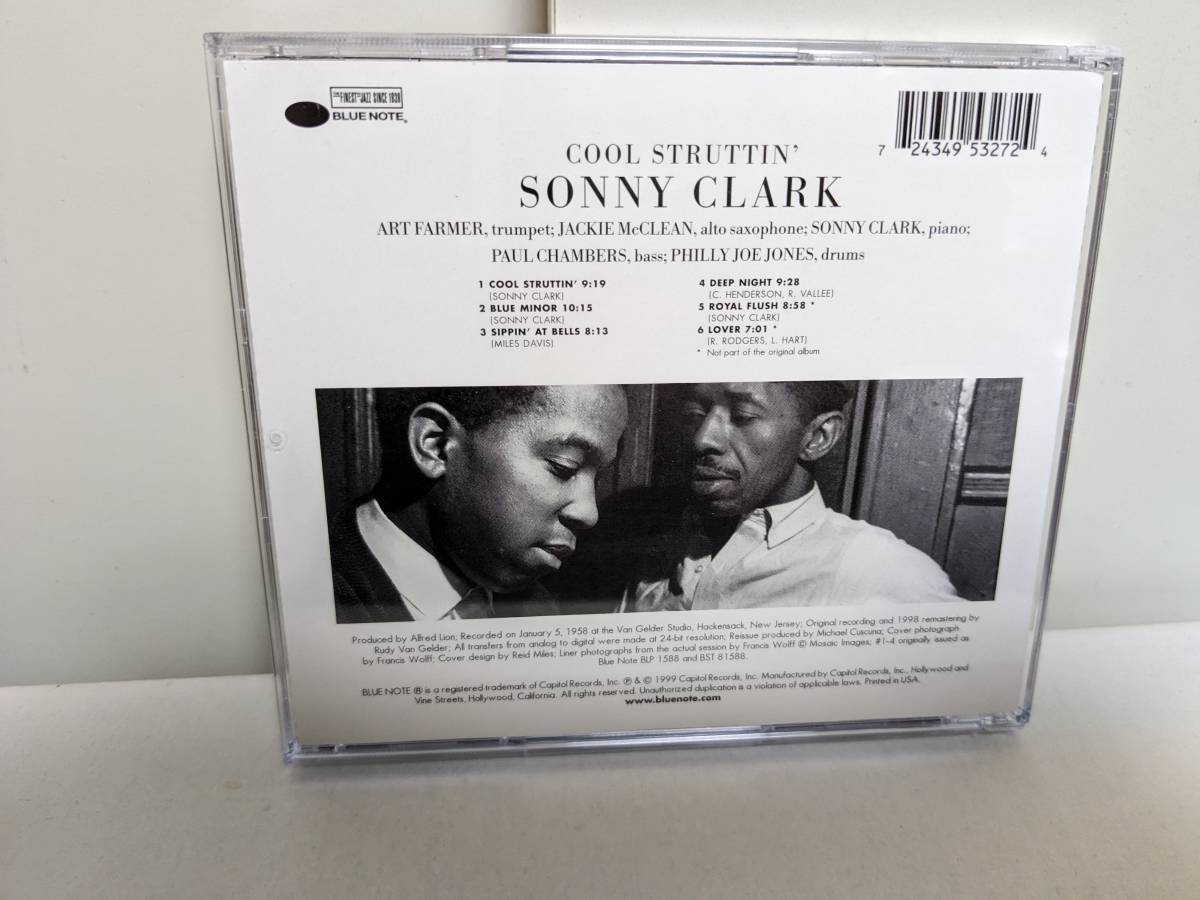 THE FINEST IN JAZZ SINCE 1939
BLUE NOTE®
7 24349 53272 4
COOL STRUTTIN'
SONNY CLARK
ART FARMER, trumpet; JACKIE McCLEAN, alto saxophone; SONNY CLARK, piano;
PAUL CHAMBERS, bass; PHILLY JOE JONES, drums
1 COOL STRUTTIN' 9:19
(SONNY CLARK)
2 BLUE MINOR 10:15
(SONNY CLARK)
3 SIPPIN' AT BELLS 8:13
(MILES DAVIS)
4 DEEP NIGHT 9:28
(C. HENDERSON, R. VALLEE)
5 ROYAL FLUSH 8:58 *
(SONNY CLARK)
6 LOVER 7:01 *
(R. RODGERS, L. HART)
* Not part of the original album
Produced by Alfred Lion; Recorded on January 5, 1958 at the Van Gelder Studio, Hackensack, New Jersey; Original recording and 1998 remastering by
Rudy Van Gelder; All transfers from analog to digital were made at 24-bit resolution; Reissue produced by Michael Cuscuna; Cover photograph
by Francis Wolff; Cover design by Reid Miles; Liner photographs from the actual session by Francis Wolff © Mosaic Images; #1-4 originally issued as
Blue Note BLP 1588 and BST 81588.
BLUE NOTE ® is a registered trademark of Capitol Records, Inc. ℗ & © 1999 Capitol Records, Inc. Manufactured by Capitol Records, Inc., Hollywood and
Vine Streets, Hollywood, California. All rights reserved. Unauthorized duplication is a violation of applicable laws. Printed in USA.
www.bluenote.com